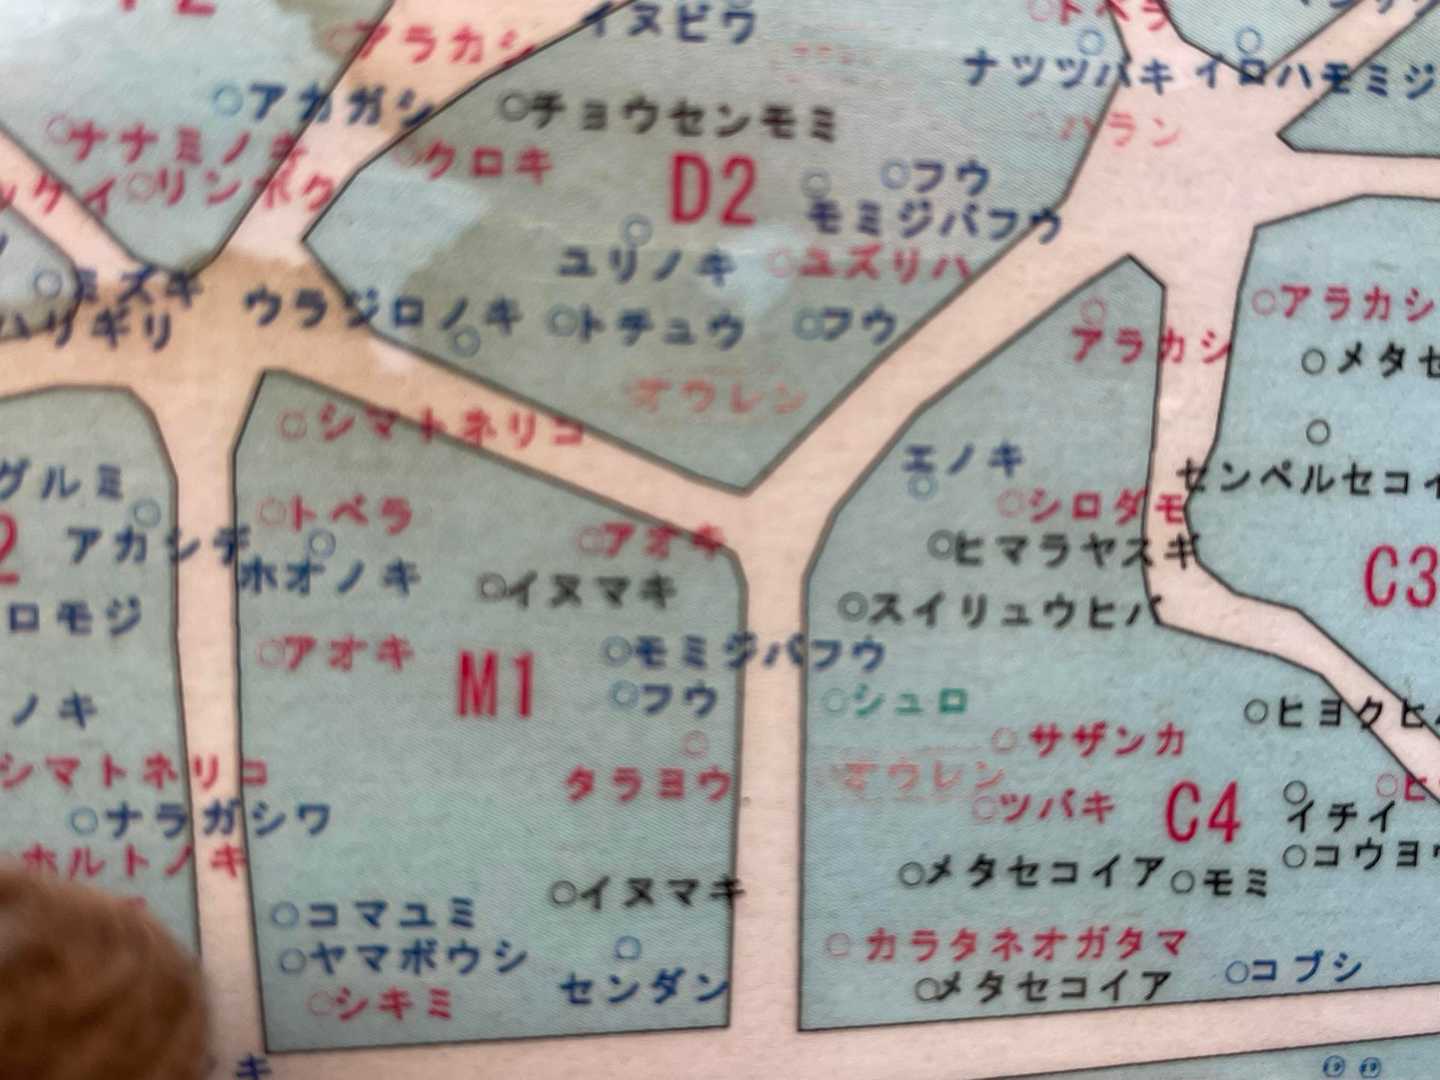 イヌビワ
トベラ
アラカシ
ナツツバキ
イロハモミジ
アカガシ
チョウセンモミ
ハラン
ナナミノキ
クロキ
D2
フウ
リンボク
モミジバフウ
ユリノキ
ユズリハ
ミズキ
ウラジロノキ
トチュウ
フウ
アラカシ
アラカシ
ハリギリ
メタセ
オウレン
シマトネリコ
エノキ
センペルセコイ
グルミ
トベラ
シロダモ
アカシデ
アオキ
ヒマラヤスギ
ホオノキ
イヌマキ
C3
ロモジ
スイリュウヒバ
アオキ
M1
モミジバフウ
フウ
シュロ
ノキ
ヒヨクヒ
サザンカ
シマトネリコ
タラヨウ
オウレン
ツバキ
C4
イチイ
ナラガシワ
コウヨウ
ホルトノキ
メタセコイア
モミ
イヌマキ
コマユミ
ヤマボウシ
センダン
カラタネオガタマ
コブシ
シキミ
メタセコイア
キ